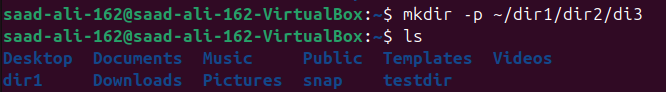 saad-ali-162@saad-ali-162-VirtualBox:~$ mkdir -p ~/dir1/dir2/di3
saad-ali-162@saad-ali-162-VirtualBox:~$ ls
Desktop  Documents  Music     Public  Templates  Videos
dir1     Downloads  Pictures  snap    testdir